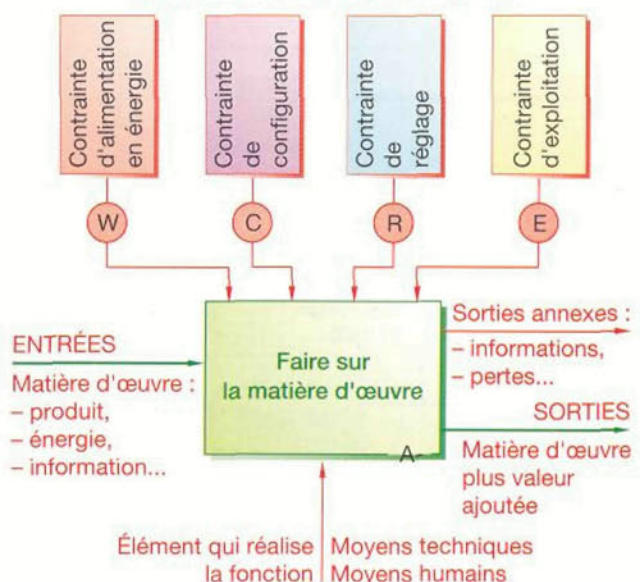 Contrainte
d'alimentation
en énergie
Contrainte
de
configuration
Contrainte
de
réglage
Contrainte
d'exploitation
W
C
R
E
ENTRÉES
Matière d'œuvre :
– produit,
– énergie,
– information...
Faire sur
la matière d'œuvre
A-
Sorties annexes :
– informations,
– pertes...
SORTIES
Matière d'œuvre
plus valeur
ajoutée
Élément qui réalise
la fonction
Moyens techniques
Moyens humains